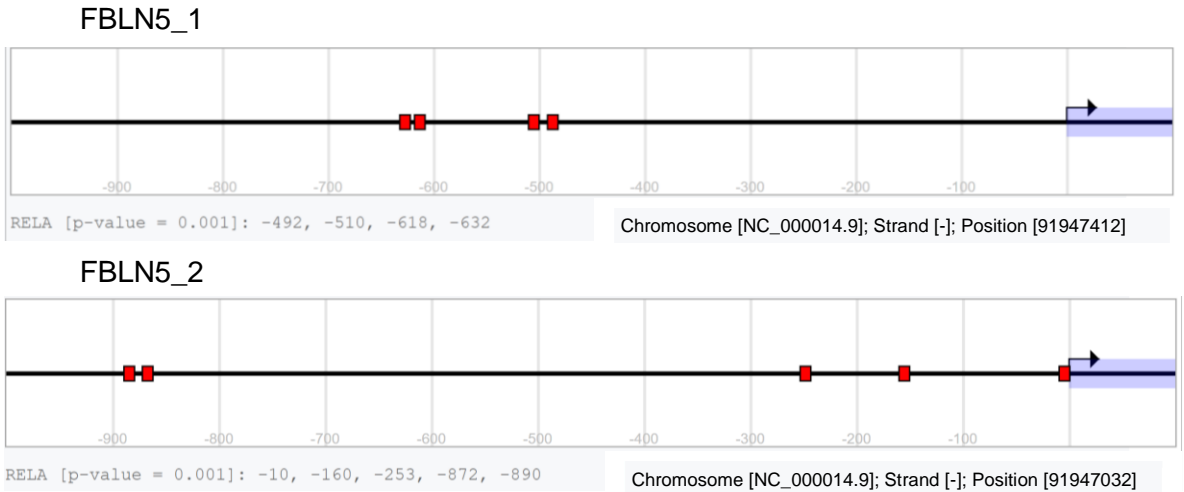 FBLN5_1
-900 -800 -700 -600 -500 -400 -300 -200 -100
RELA [p-value = 0.001]: -492, -510, -618, -632
Chromosome [NC_000014.9]; Strand [-]; Position [91947412]
FBLN5_2
-900 -800 -700 -600 -500 -400 -300 -200 -100
RELA [p-value = 0.001]: -10, -160, -253, -872, -890
Chromosome [NC_000014.9]; Strand [-]; Position [91947032]